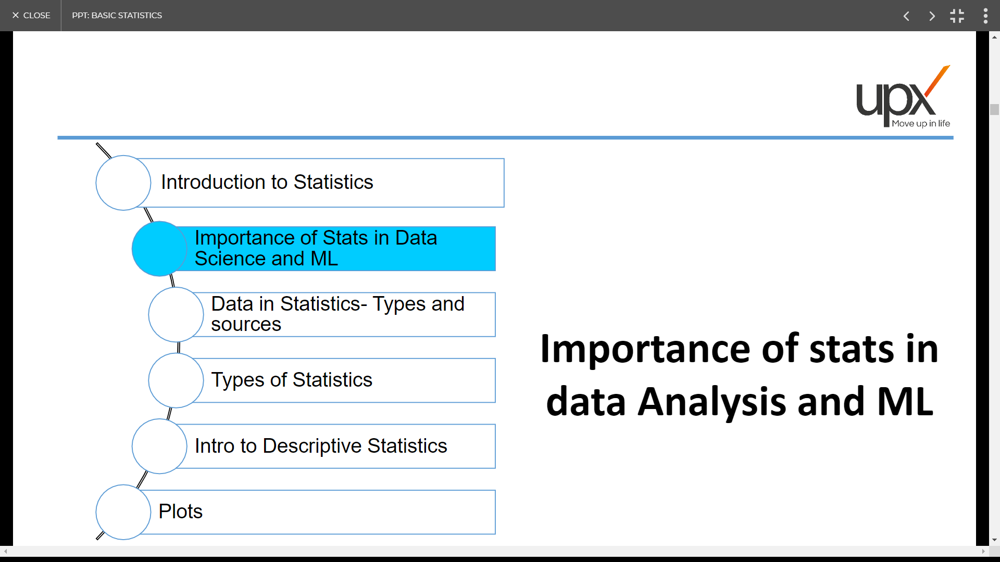 CLOSE
PPT: BASIC STATISTICS
upx
Move up in life
Introduction to Statistics
Importance of Stats in Data
Science and ML
Data in Statistics- Types and
sources
Types of Statistics
Intro to Descriptive Statistics
Plots
Importance of stats in
data Analysis and ML